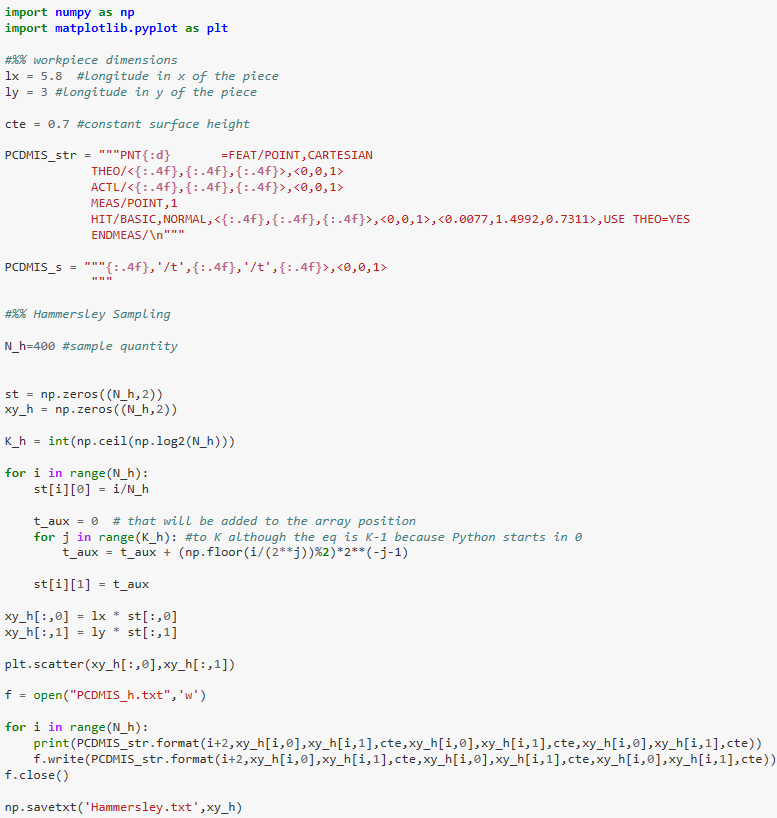 import numpy as np
import matplotlib.pyplot as plt

#%% workpiece dimensions
lx = 5.8  #longitude in x of the piece
ly = 3 #longitude in y of the piece

cte = 0.7 #constant surface height

PCDMIS_str = """PNT{:d}       =FEAT/POINT,CARTESIAN
            THEO/<{:.4f},{:.4f},{:.4f}>,<0,0,1>
            ACTL/<{:.4f},{:.4f},{:.4f}>,<0,0,1>
            MEAS/POINT,1
            HIT/BASIC,NORMAL,<{:.4f},{:.4f},{:.4f}>,<0,0,1>,<0.0077,1.4992,0.7311>,USE THEO=YES
            ENDMEAS/\n"""

PCDMIS_s = """{:.4f},'/t',{:.4f},'/t',{:.4f}>,<0,0,1>
            """

#%% Hammersley Sampling

N_h=400 #sample quantity


st = np.zeros((N_h,2))
xy_h = np.zeros((N_h,2))

K_h = int(np.ceil(np.log2(N_h)))

for i in range(N_h):
    st[i][0] = i/N_h

    t_aux = 0  # that will be added to the array position
    for j in range(K_h): #to K although the eq is K-1 because Python starts in 0
        t_aux = t_aux + (np.floor(i/(2**j))%2)*2**(-j-1)

    st[i][1] = t_aux

xy_h[:,0] = lx * st[:,0]
xy_h[:,1] = ly * st[:,1]

plt.scatter(xy_h[:,0],xy_h[:,1])

f = open("PCDMIS_h.txt",'w')

for i in range(N_h):
    print(PCDMIS_str.format(i+2,xy_h[i,0],xy_h[i,1],cte,xy_h[i,0],xy_h[i,1],cte,xy_h[i,0],xy_h[i,1],cte))
    f.write(PCDMIS_str.format(i+2,xy_h[i,0],xy_h[i,1],cte,xy_h[i,0],xy_h[i,1],cte,xy_h[i,0],xy_h[i,1],cte))
f.close()

np.savetxt('Hammersley.txt',xy_h)